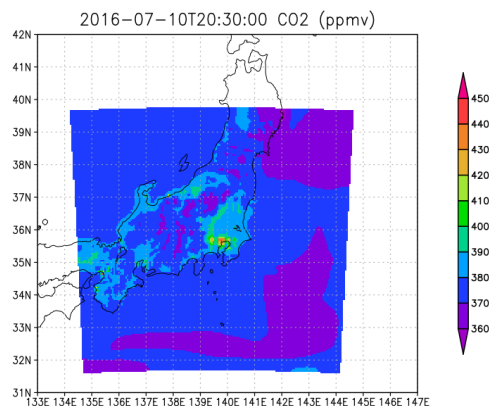 2016-07-10T20:30:00 CO2 (ppmv)
42N
41N
40N
39N
38N
37N
36N
35N
34N
33N
32N
31N
133E 134E 135E 136E 137E 138E 139E 140E 141E 142E 143E 144E 145E 146E 147E
450
440
430
420
410
400
390
380
370
360